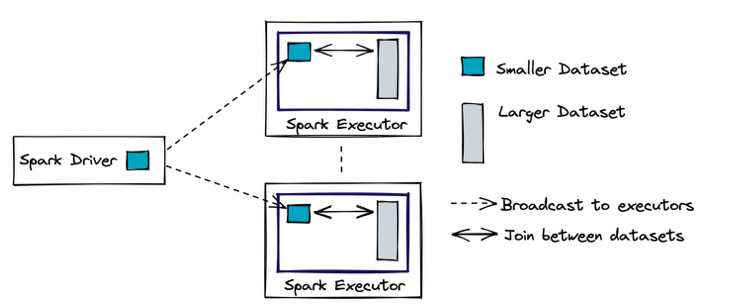 Spark Driver
Spark Executor
Spark Executor
Smaller Dataset
Larger Dataset
Broadcast to executors
Join between datasets